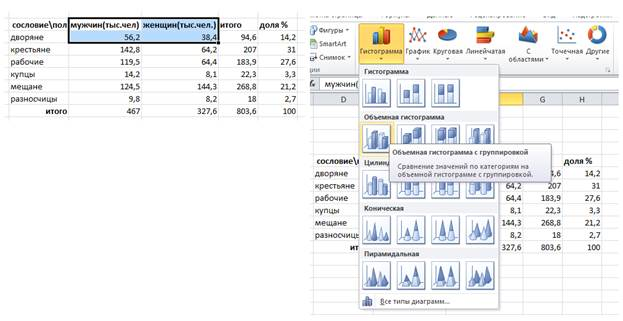 сословие\пол мужчин(тыс.чел) женщин(тыс.чел.) итого доля %
дворяне 56,2 38,4 94,6 14,2
крестьяне 142,8 64,2 207 31
рабочие 119,5 64,4 183,9 27,6
купцы 14,2 8,1 22,3 3,3
мещане 124,5 144,3 268,8 21,2
разносчицы 9,8 8,2 18 2,7
итого 467 327,6 803,6 100
Фигуры
SmartArt
Снимок
Гистограмма График Круговая Линейчатая С областями Точечная Другие
мужчин(
D G H
Гистограмма
Объемная гистограмма
Объемная гистограмма с группировкой
Сравнение значений по категориям на объемной гистограмме с группировкой.
Цилинд
Коническая
Пирамидальная
Все типы диаграмм...
сословие\пол доля %
дворяне 4,6 14,2
крестьяне 64,2 207 31
рабочие 64,4 183,9 27,6
купцы 8,1 22,3 3,3
мещане 144,3 268,8 21,2
разносчицы 8,2 18 2,7
ит 327,6 803,6 100